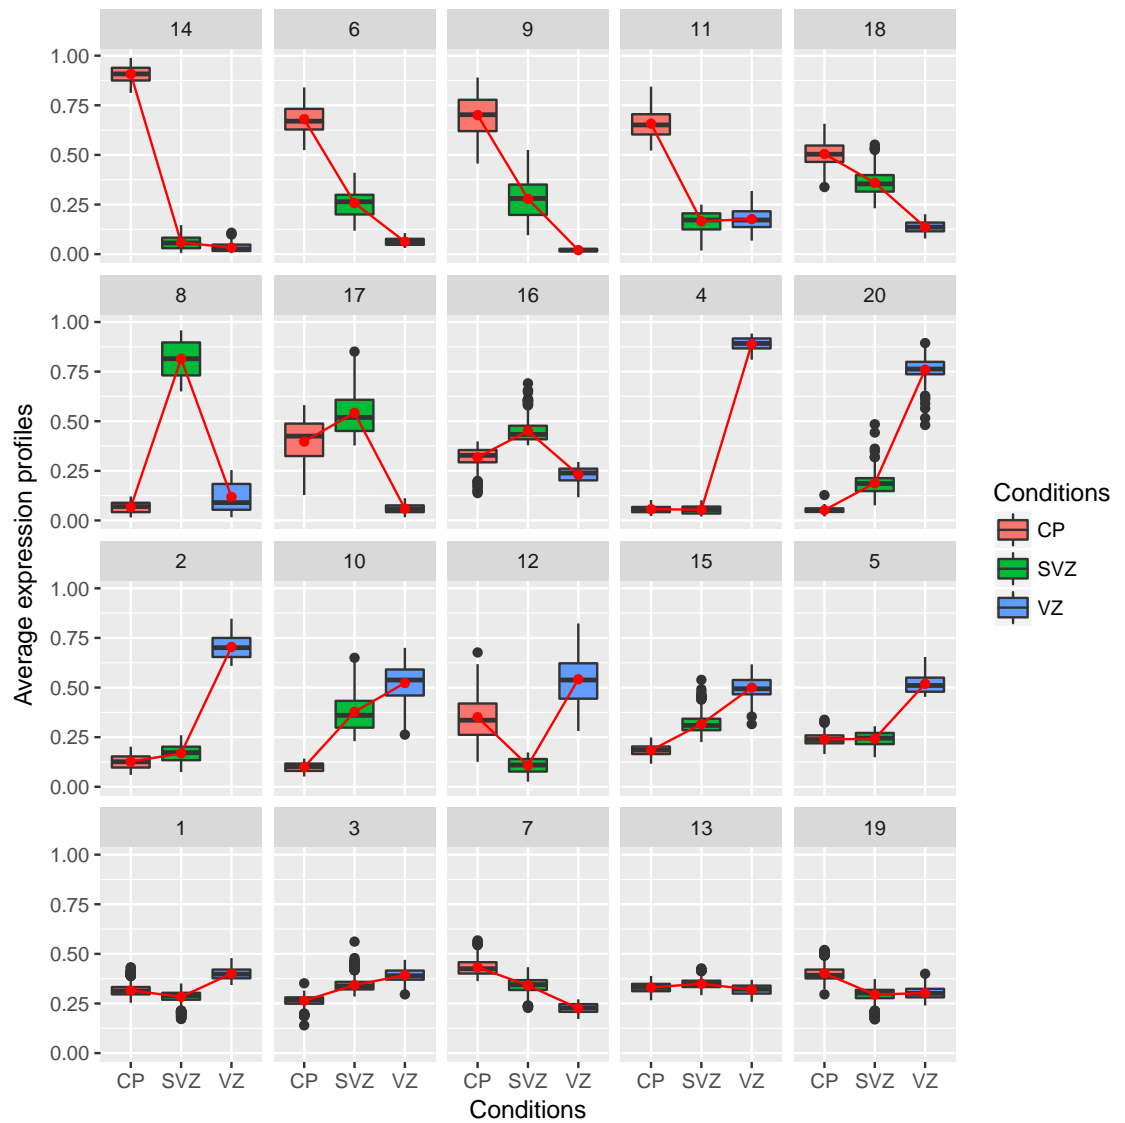 14 6 9 11 18
1.00
0.75
0.50
0.25
0.00
8 17 16 4 20
1.00
0.75
0.50
0.25
0.00
2 10 12 15 5
1.00
0.75
0.50
0.25
0.00
1 3 7 13 19
1.00
0.75
0.50
0.25
0.00
CP SVZ VZ CP SVZ VZ CP SVZ VZ CP SVZ VZ CP SVZ VZ
Conditions
Average expression profiles
Conditions
CP
SVZ
VZ